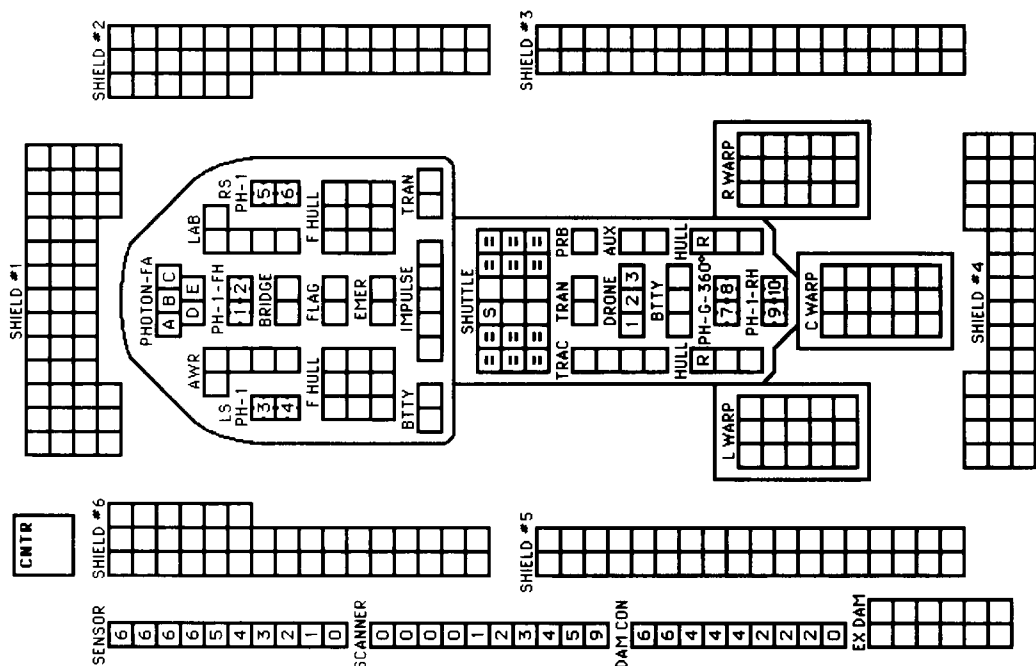 SHIELD #1
SHIELD #2
SHIELD #3
SHIELD #4
SHIELD #5
SHIELD #6
CNTR
PHOTON-FA
A B C
D E
PH-1-FH
1 2
BRIDGE
FLAG
EMER
IMPULSE
AWR
LS
PH-1
3
4
F HULL
BTTY
LAB
RS
PH-1
5
6
F HULL
TRAN
SHUTTLE
= = = =
= = S = =
= = = =
TRAC
TRAN
PRB
DRONE
1 2 3
AUX
BTTY
HULL
R
HULL
R
PH-G-360°
7 8
PH-1-RH
9 10
L WARP
C WARP
R WARP
SENSOR
6 6 6 6 5 4 3 2 1 0
SCANNER
0 0 0 0 1 2 3 4 5 9
DAM CON
6 6 4 4 4 2 2 2 0
EX DAM